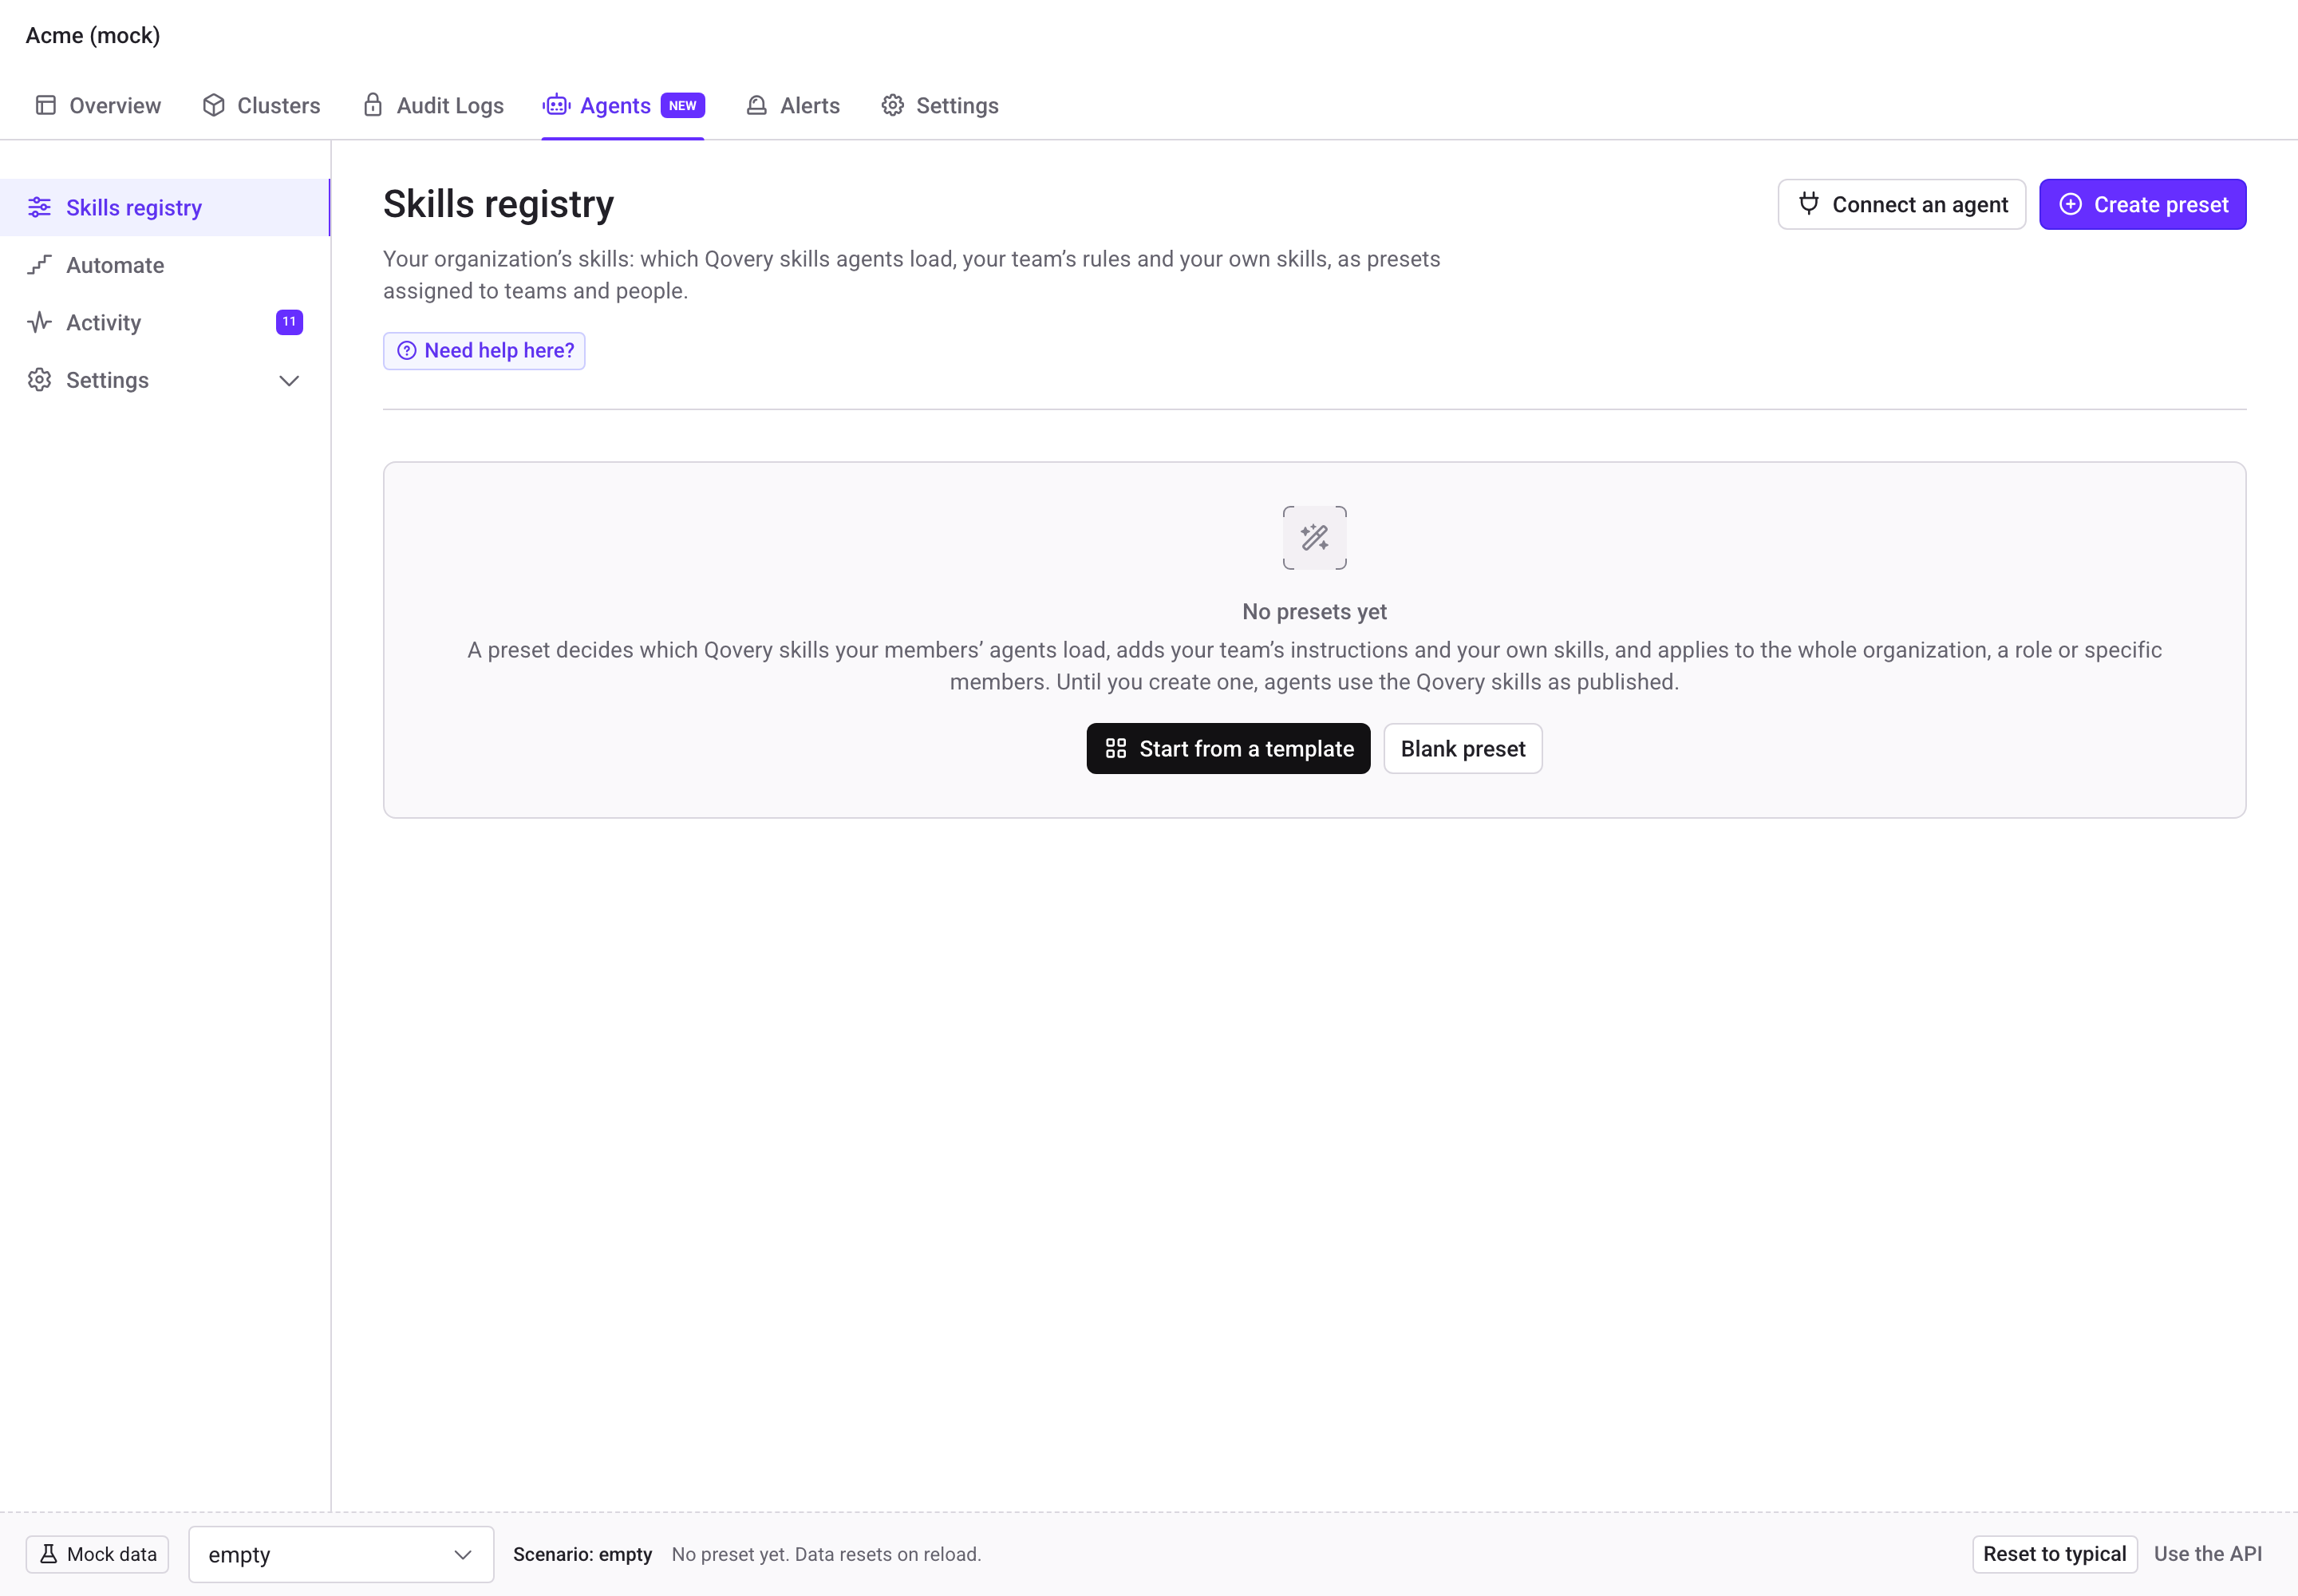 Acme (mock)
Overview
Clusters
Audit Logs
Agents NEW
Alerts
Settings
Skills registry
Automate
Activity 11
Settings
Skills registry
Connect an agent
Create preset
Your organization’s skills: which Qovery skills agents load, your team’s rules and your own skills, as presets
assigned to teams and people.
Need help here?
No presets yet
A preset decides which Qovery skills your members’ agents load, adds your team’s instructions and your own skills, and applies to the whole organization, a role or specific
members. Until you create one, agents use the Qovery skills as published.
Start from a template
Blank preset
Mock data
empty
Scenario: empty No preset yet. Data resets on reload.
Reset to typical
Use the API